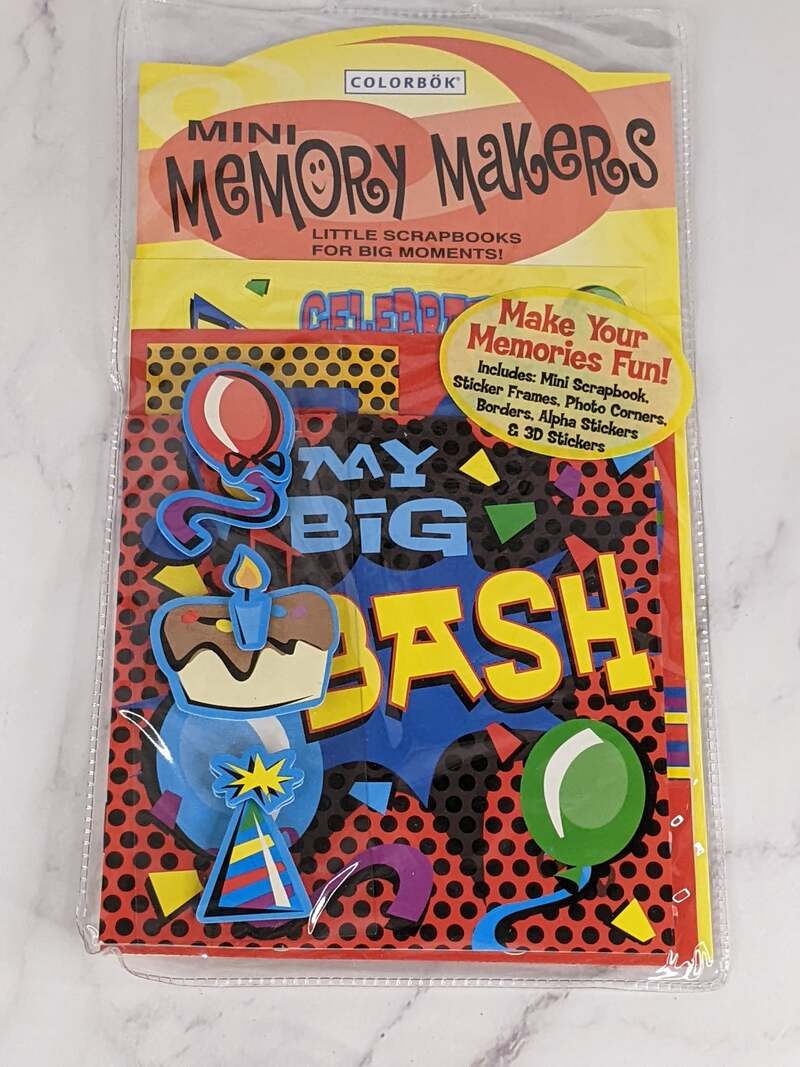 COLORBÖK®
MINI
MEMORY MAKERS
LITTLE SCRAPBOOKS
FOR BIG MOMENTS!
Make Your
Memories Fun!
Includes: Mini Scrapbook,
Sticker Frames, Photo Corners,
Borders, Alpha Stickers
& 3D Stickers
MY
BIG
BASH